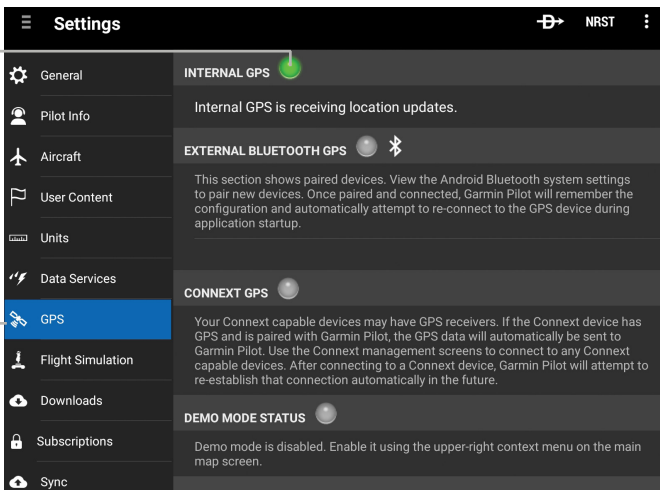 Settings
NRST
General
Pilot Info
Aircraft
User Content
Units
Data Services
GPS
Flight Simulation
Downloads
Subscriptions
Sync
INTERNAL GPS
Internal GPS is receiving location updates.
EXTERNAL BLUETOOTH GPS
This section shows paired devices. View the Android Bluetooth system settings
to pair new devices. Once paired and connected, Garmin Pilot will remember the
configuration and automatically attempt to re-connect to the GPS device during
application startup.
CONNEXT GPS
Your Connext capable devices may have GPS receivers. If the Connext device has
GPS and is paired with Garmin Pilot, the GPS data will automatically be sent to
Garmin Pilot. Use the Connext management screens to connect to any Connext
capable devices. After connecting to a Connext device, Garmin Pilot will attempt to
re-establish that connection automatically in the future.
DEMO MODE STATUS
Demo mode is disabled. Enable it using the upper-right context menu on the main
map screen.